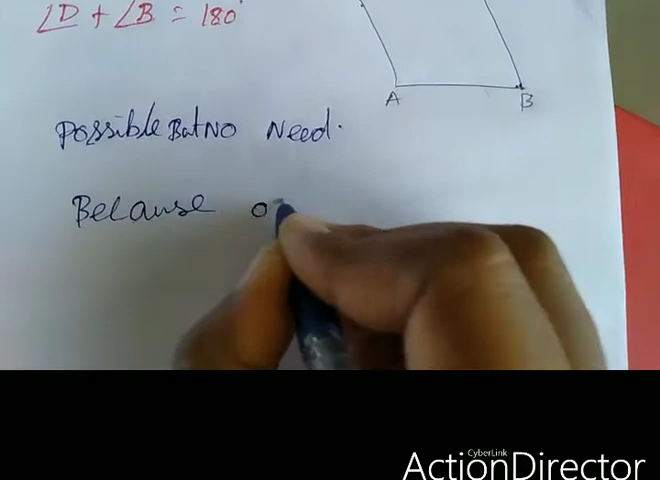 ∠D + ∠B = 180°
A
B
Possible But No Need.
Because o
CyberLink
ActionDirector